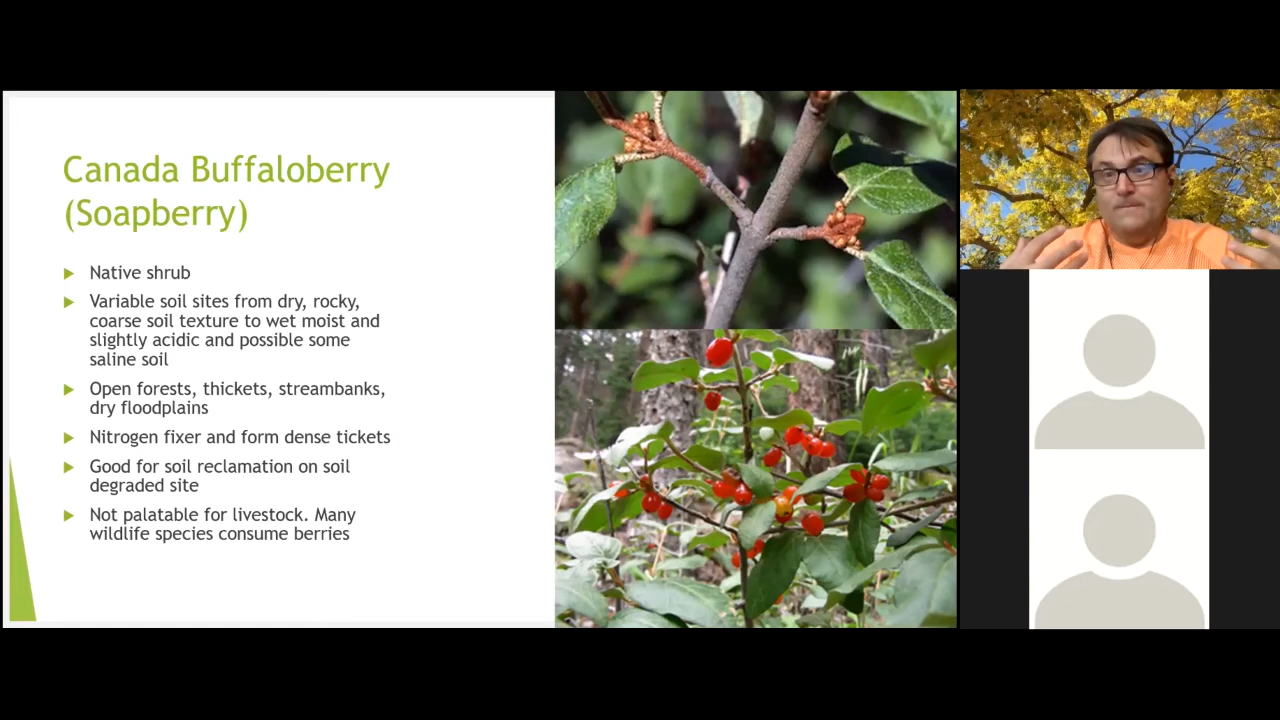 Canada Buffaloberry
(Soapberry)
Native shrub
Variable soil sites from dry, rocky,
coarse soil texture to wet moist and
slightly acidic and possible some
saline soil
Open forests, thickets, streambanks,
dry floodplains
Nitrogen fixer and form dense tickets
Good for soil reclamation on soil
degraded site
Not palatable for livestock. Many
wildlife species consume berries